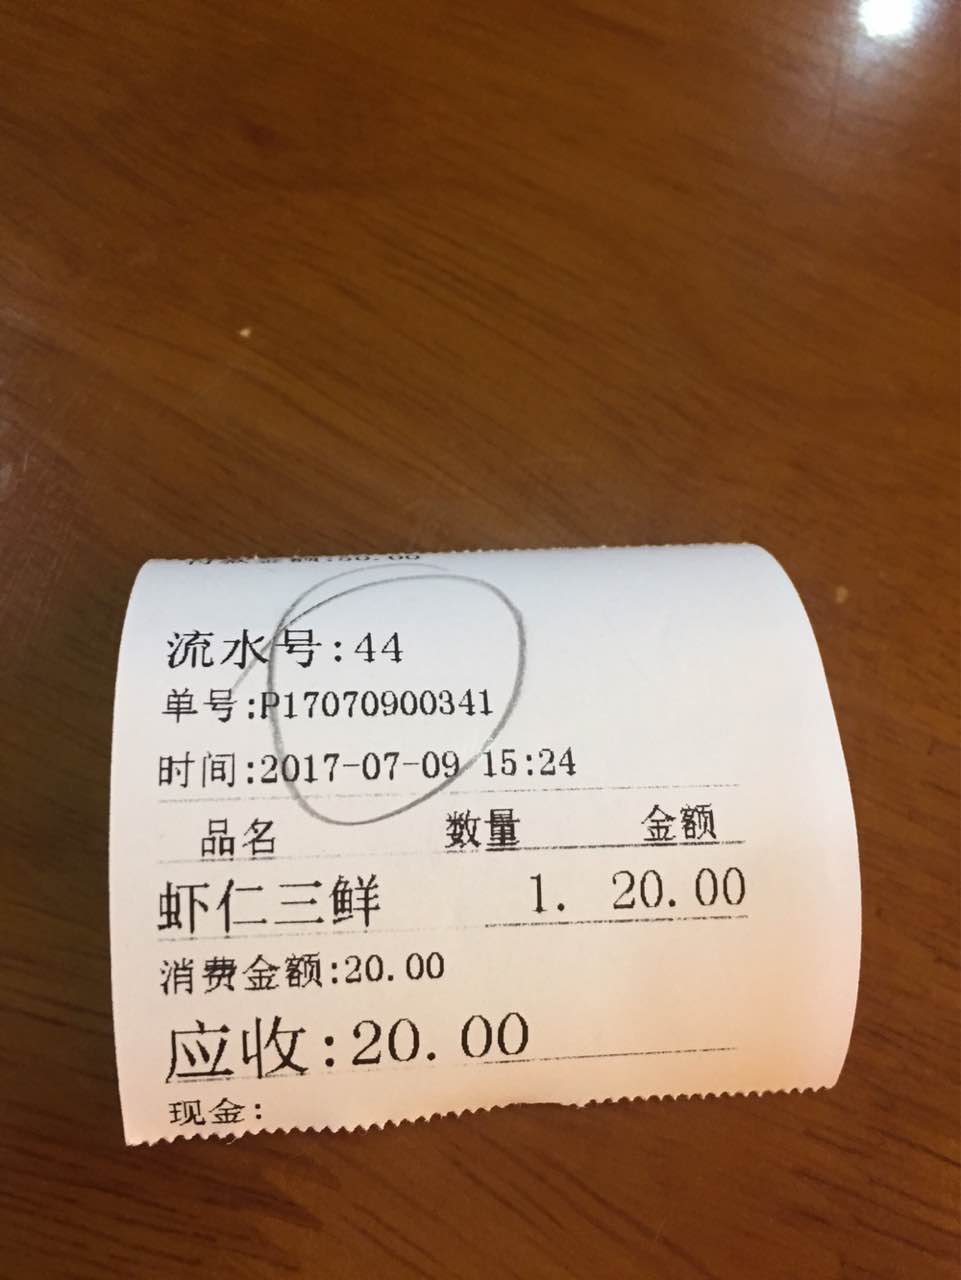 流水号:44
单号:P17070900341
时间:2017-07-09 15:24
品名 数量 金额
虾仁三鲜 1. 20.00
消费金额:20.00
应收:20.00
现金: